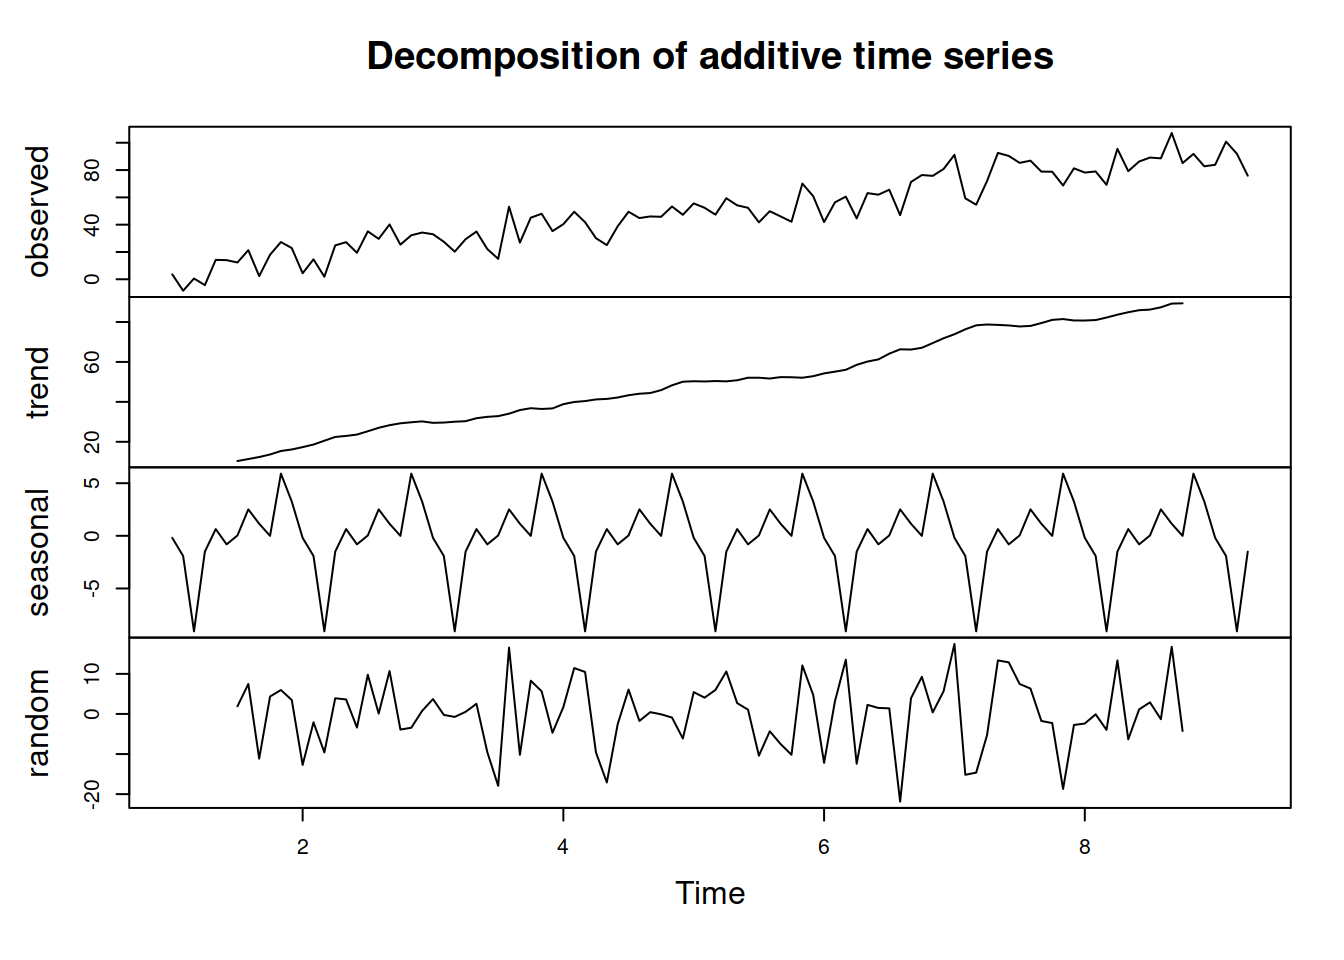 Decomposition of additive time series
observed
0 40 80
trend
20 60
seasonal
-5 0 5
random
-20 0 10
2 4 6 8
Time